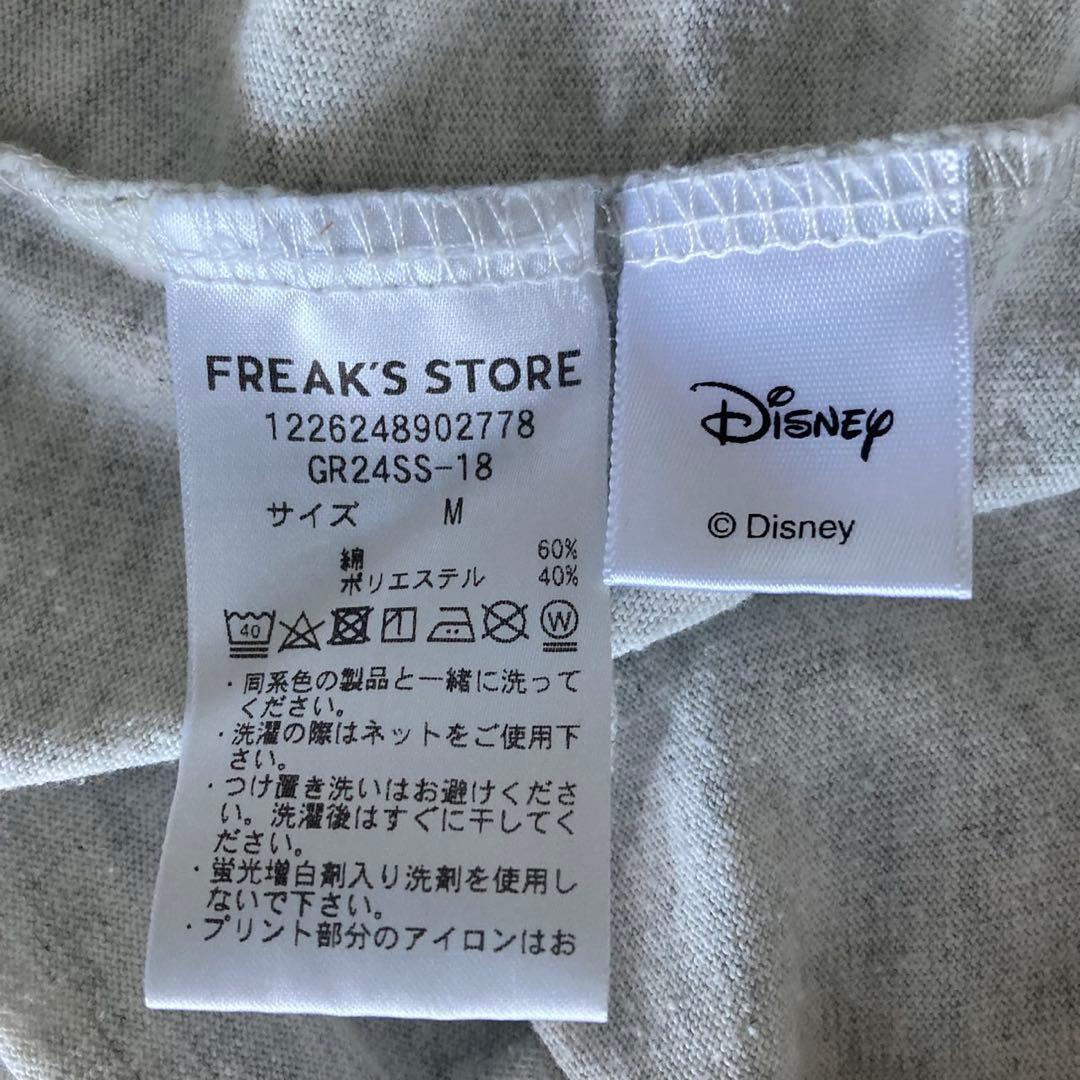 FREAK'S STORE
1226248902778
GR24SS-18
サイズ M
綿 60%
ポリエステル 40%
40
W
・同系色の製品と一緒に洗って
ください。
・洗濯の際はネットをご使用下
さい。
・つけ置き洗いはお避けくださ
い。洗濯後はすぐに干してく
ださい。
・蛍光増白剤入り洗剤を使用し
ないで下さい。
・プリント部分のアイロンはお
Disney
© Disney